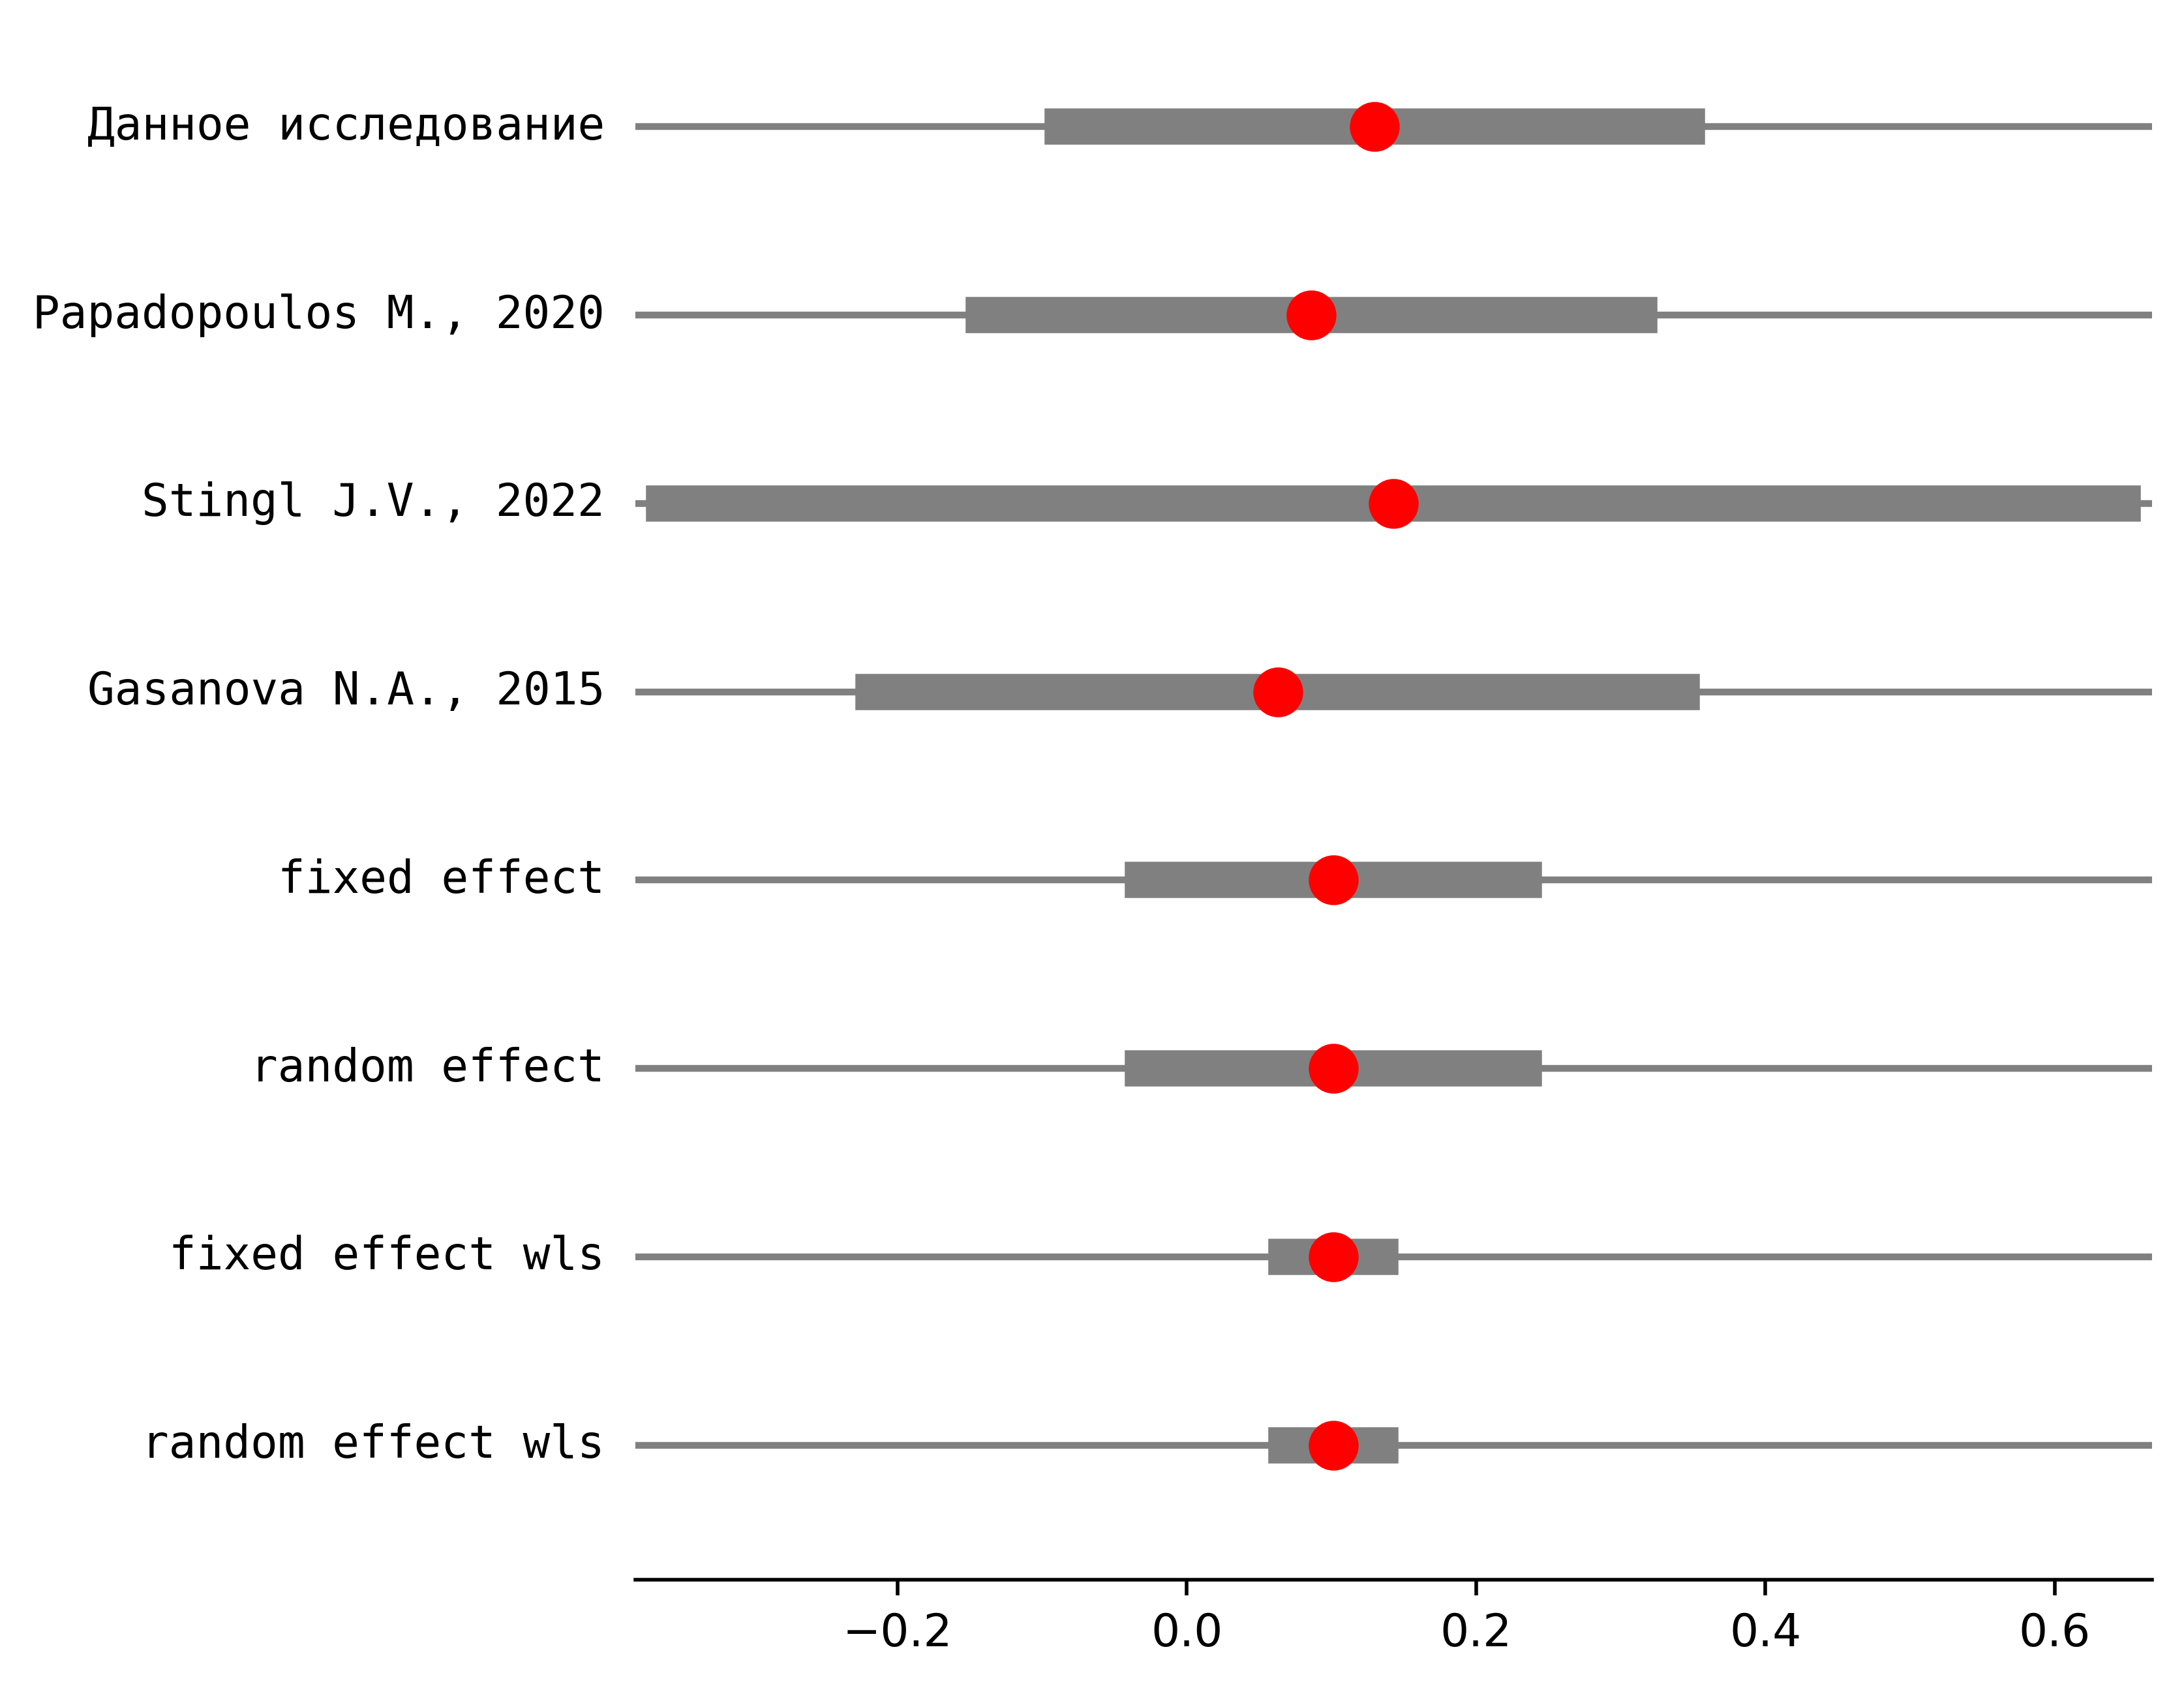 Данное исследование
Papadopoulos M., 2020
Stingl J.V., 2022
Gasanova N.A., 2015
fixed effect
random effect
fixed effect wls
random effect wls
−0.2 0.0 0.2 0.4 0.6